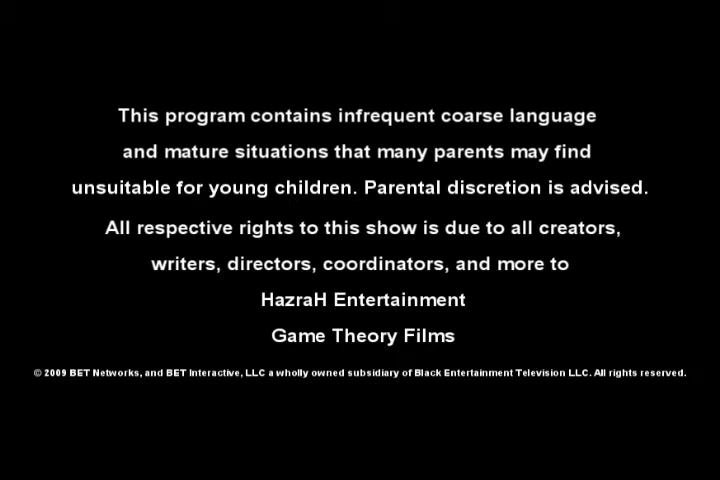 This program contains infrequent coarse language
and mature situations that many parents may find
unsuitable for young children. Parental discretion is advised.
All respective rights to this show is due to all creators,
writers, directors, coordinators, and more to
HazraH Entertainment
Game Theory Films
© 2009 BET Networks, and BET Interactive, LLC a wholly owned subsidiary of Black Entertainment Television LLC. All rights reserved.